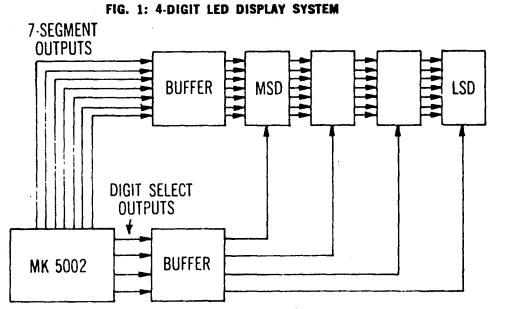 FIG. 1: 4-DIGIT LED DISPLAY SYSTEM
7-SEGMENT
OUTPUTS
BUFFER
MSD
LSD
DIGIT SELECT
OUTPUTS
MK 5002
BUFFER